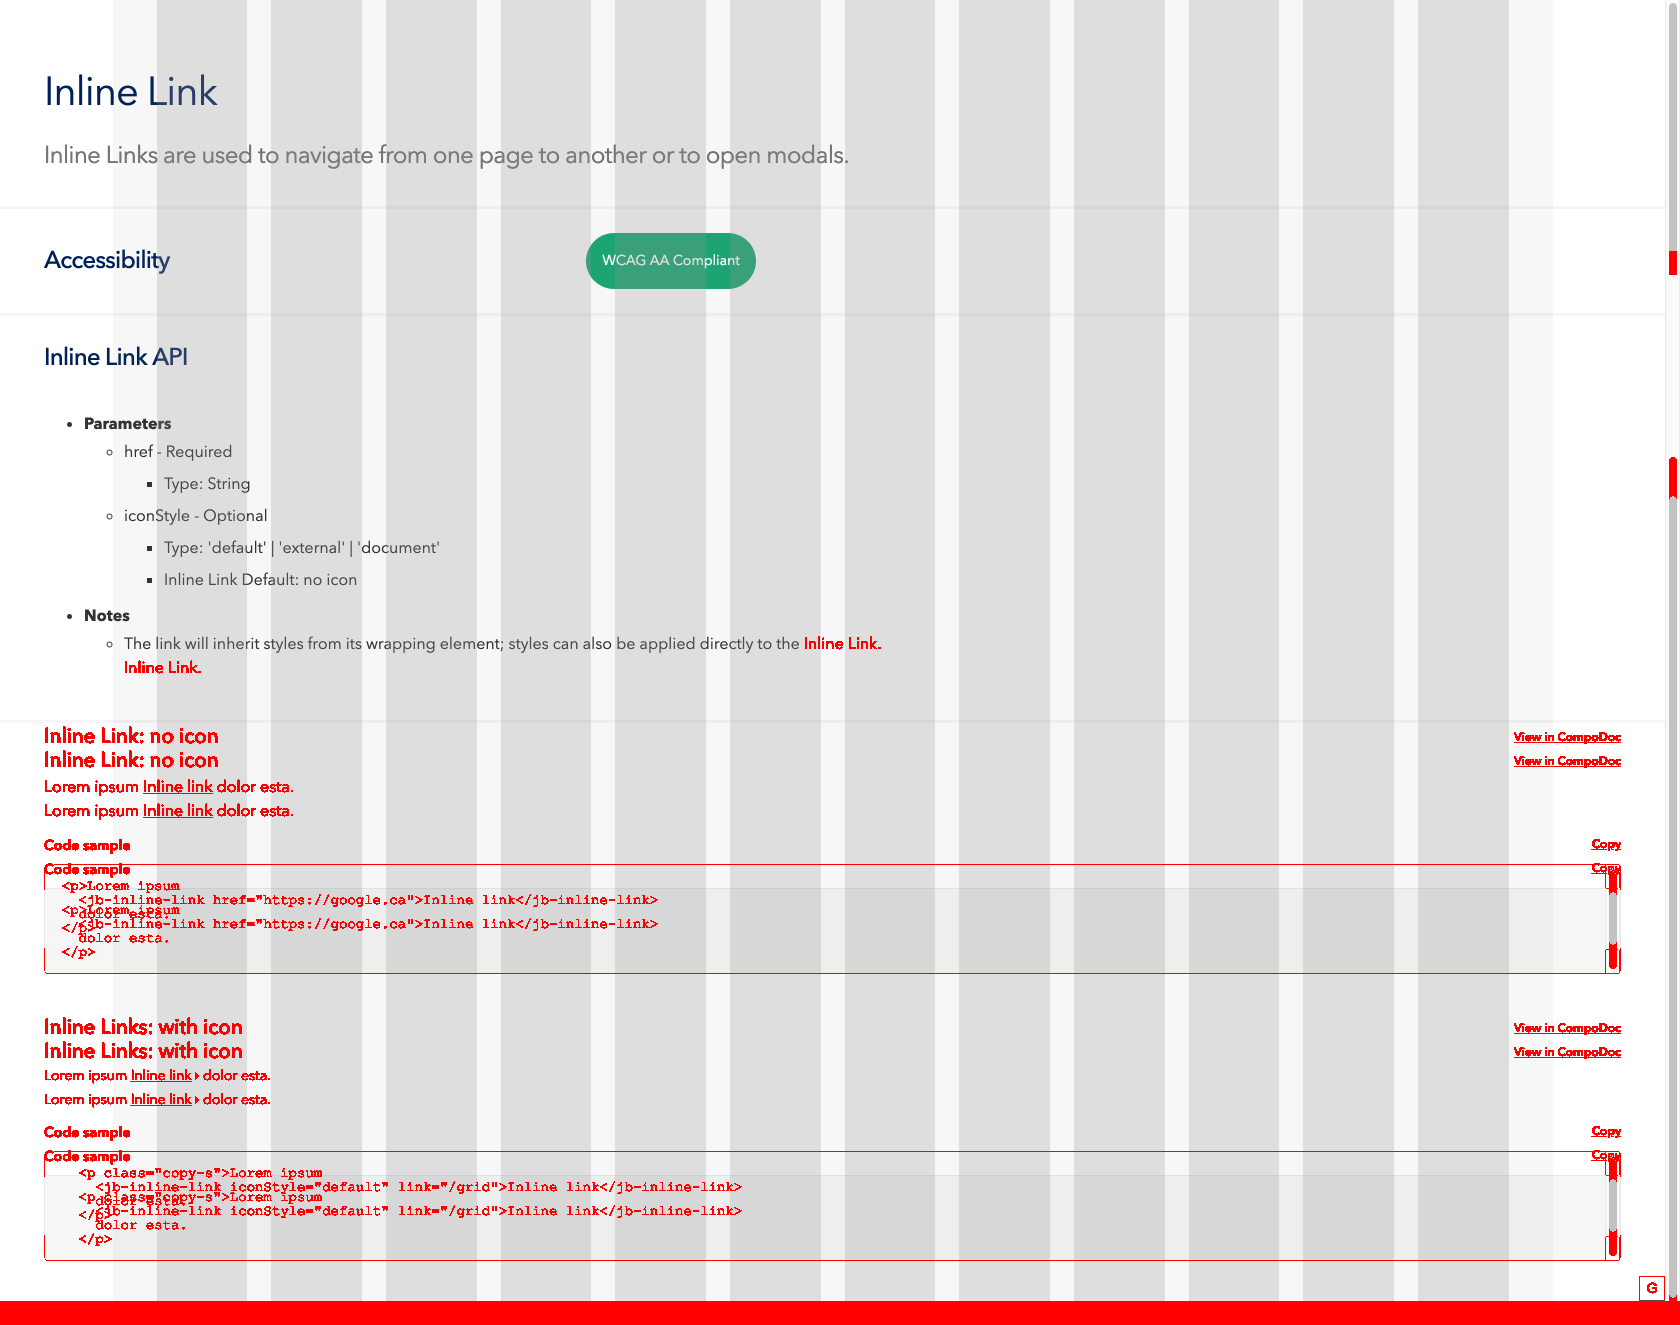 Inline Link
Inline Links are used to navigate from one page to another or to open modals.
Accessibility
WCAG AA Compliant
Inline Link API
Parameters
href - Required
Type: String
iconStyle - Optional
Type: 'default' | 'external' | 'document'
Inline Link Default: no icon
Notes
The link will inherit styles from its wrapping element; styles can also be applied directly to the Inline Link.
Inline Link.
Inline Link: no icon
View in CompoDoc
Inline Link: no icon
View in CompoDoc
Lorem ipsum Inline link dolor esta.
Lorem ipsum Inline link dolor esta.
Code sample
Copy
Code sample
Copy
<p>Lorem ipsum
<jb-inline-link href="https://google.ca">Inline link</jb-inline-link>
<p>Lorem ipsum
dolor esta.
<jb-inline-link href="https://google.ca">Inline link</jb-inline-link>
</p>
dolor esta.
</p>
Inline Links: with icon
View in CompoDoc
Inline Links: with icon
View in CompoDoc
Lorem ipsum Inline link dolor esta.
Lorem ipsum Inline link dolor esta.
Code sample
Copy
Code sample
Copy
<p class="copy-s">Lorem ipsum
<jb-inline-link iconStyle="default" link="/grid">Inline link</jb-inline-link>
<p class="copy-s">Lorem ipsum
dolor esta.
<jb-inline-link iconStyle="default" link="/grid">Inline link</jb-inline-link>
</p>
dolor esta.
</p>
G